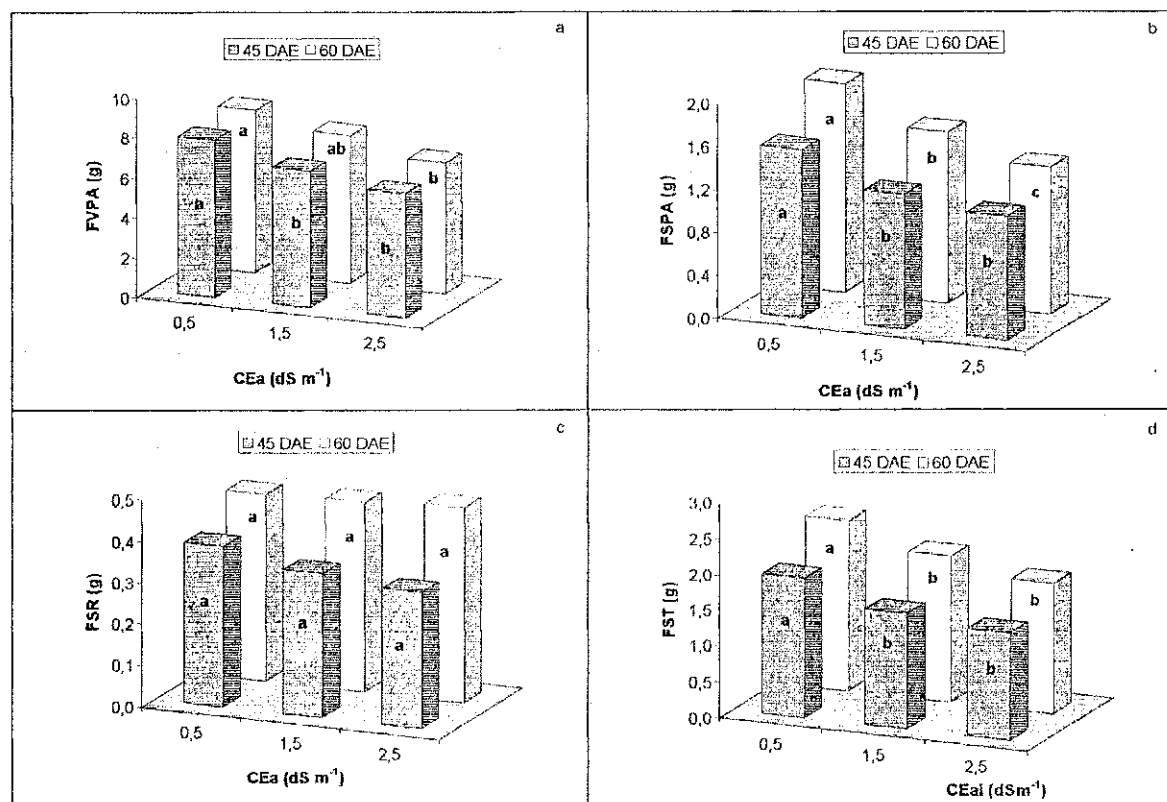 a
45 DAE 60 DAE
FVPA (g)
10
8
6
4
2
0
a
ab
b
a
b
b
0,5
1,5
2,5
CEa (dS m⁻¹)
b
45 DAE 60 DAE
FSPA (g)
2,0
1,6
1,2
0,8
0,4
0,0
a
b
c
a
b
b
0,5
1,5
2,5
CEa (dS m⁻¹)
c
45 DAE 60 DAE
FSR (g)
0,5
0,4
0,3
0,2
0,1
0,0
a
a
a
a
a
a
0,5
1,5
2,5
CEa (dS m⁻¹)
d
45 DAE 60 DAE
FST (g)
3,0
2,5
2,0
1,5
1,0
0,5
0,0
a
b
b
a
b
b
0,5
1,5
2,5
CEai (dSm⁻¹)